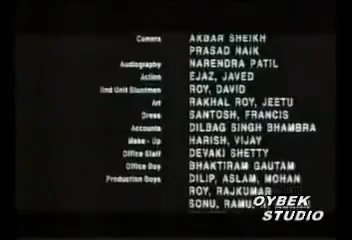 Camera AKBAR SHEIKH
PRASAD NAIK
Audiography NARENDRA PATIL
Action EJAZ, JAVED
IInd Unit Stuntmen ROY, DAVID
Art RAKHAL ROY, JEETU
Dress SANTOSH, FRANCIS
Accounts DILBAG SINGH BHAMBRA
Make - Up HARISH, VIJAY
Office Staff DEVAKI SHETTY
Office Boy BHAKTIRAM GAUTAM
Production Boys DILIP, ASLAM, MOHAN
ROY, RAJKUMAR
SONU, RAMU,
OYBEK
STUDIO